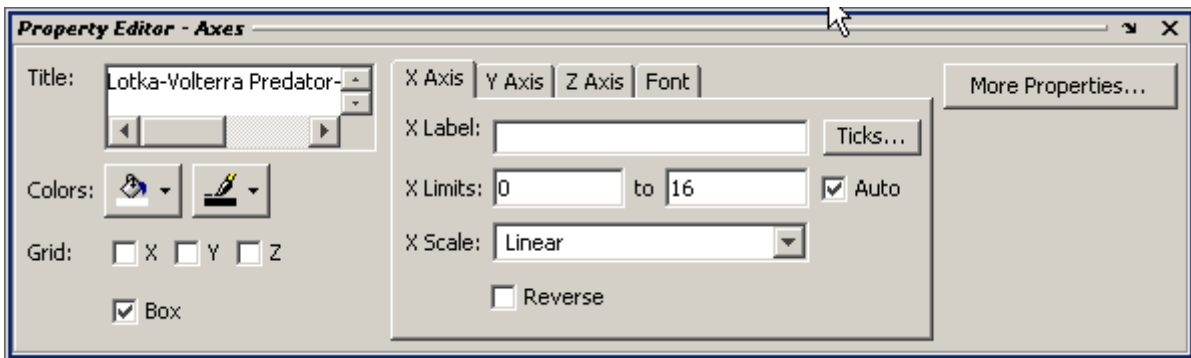 Property Editor - Axes
Title: Lotka-Volterra Predator-
Colors:
Grid: X Y Z
Box
X Axis Y Axis Z Axis Font
X Label: Ticks...
X Limits: 0 to 16 Auto
X Scale: Linear
Reverse
More Properties...